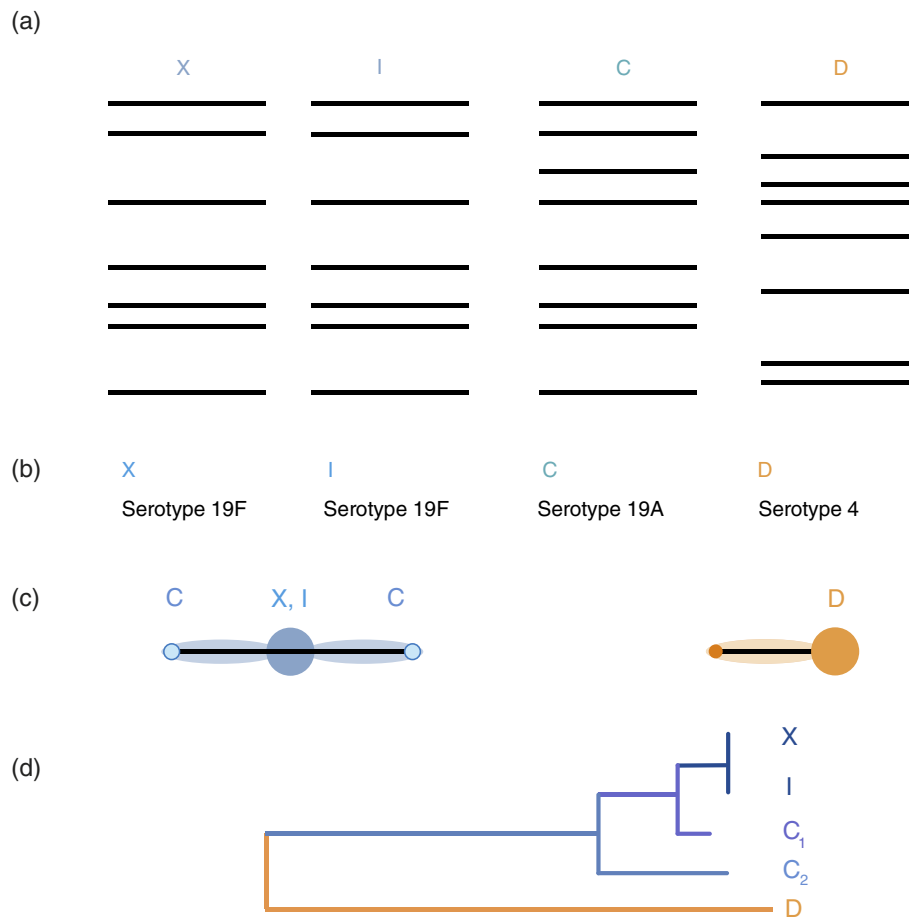 (a)
X I C D
(b)
X I C D
Serotype 19F Serotype 19F Serotype 19A Serotype 4
(c)
C X, I C D
(d)
X
I
C₁
C₂
D